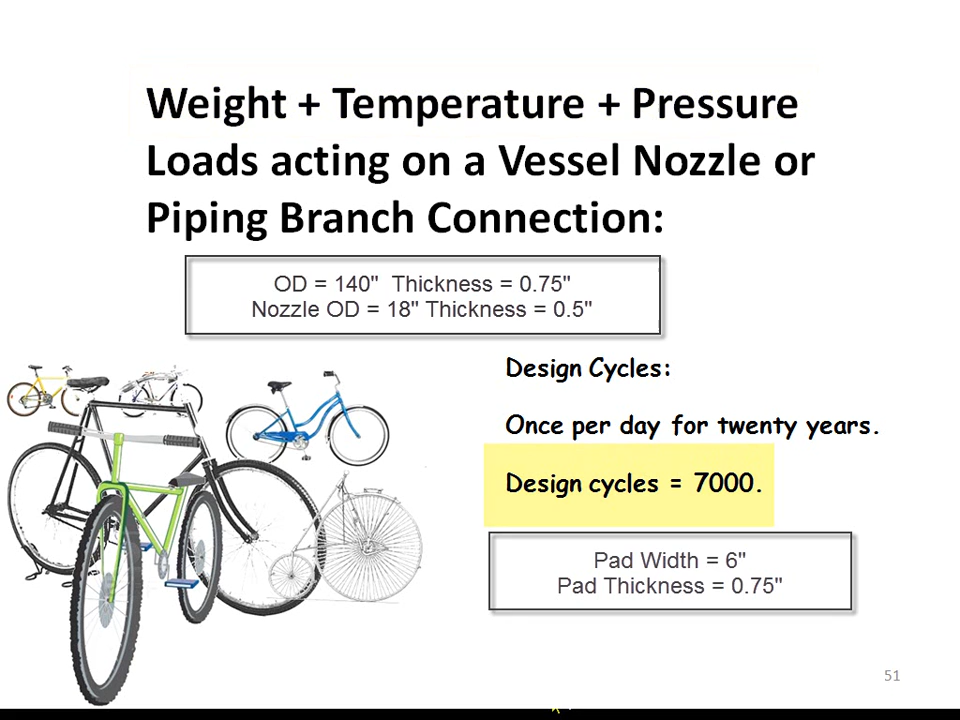 Weight + Temperature + Pressure
Loads acting on a Vessel Nozzle or
Piping Branch Connection:
OD = 140" Thickness = 0.75"
Nozzle OD = 18" Thickness = 0.5"
Design Cycles:
Once per day for twenty years.
Design cycles = 7000.
Pad Width = 6"
Pad Thickness = 0.75"
51